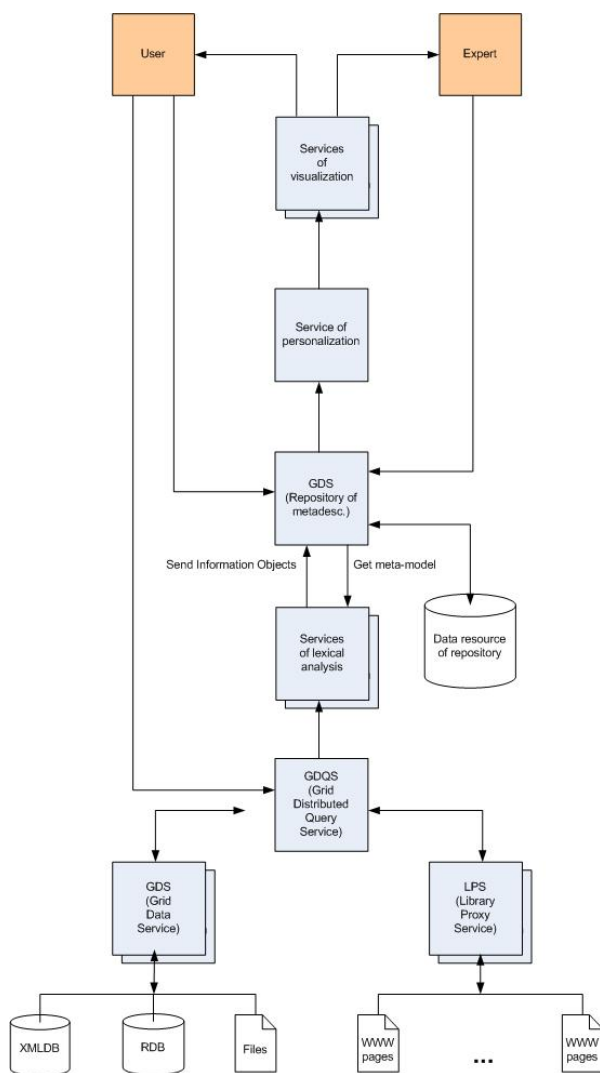 User
Expert
Services
of
visualization
Service of
personalization
GDS
(Repository of
metadesc.)
Send Information Objects
Get meta-model
Services
of lexical
analysis
Data resource
of repository
GDQS
(Grid
Distributed
Query
Service)
GDS
(Grid
Data
Service)
LPS
(Library
Proxy
Service)
XMLDB
RDB
Files
WWW
pages
...
WWW
pages